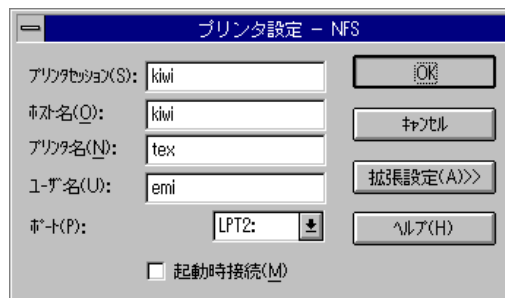 プリンタ設定 － NFS
ﾌﾟﾘﾝﾀｾｯｼｮﾝ(S): kiwi
OK
ﾎｽﾄ名(O): kiwi
ｷｬﾝｾﾙ
ﾌﾟﾘﾝﾀ名(N): tex
拡張設定(A)>>
ﾕｰｻﾞ名(U): emi
ﾎﾟｰﾄ(P): LPT2:
ﾍﾙﾌﾟ(H)
起動時接続(M)